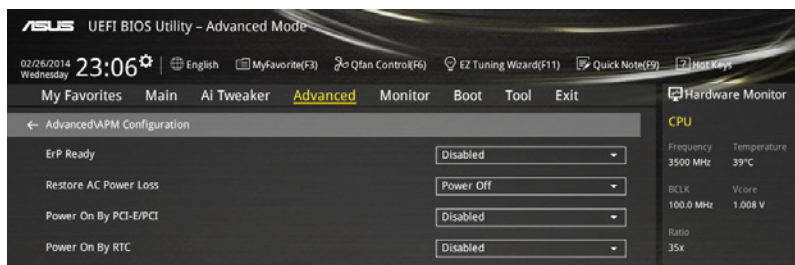 ASUS UEFI BIOS Utility – Advanced Mode
02/26/2014
Wednesday
23:06
English
MyFavorite(F3)
Qfan Control(F6)
EZ Tuning Wizard(F11)
Quick Note(F9)
Hot Keys
My Favorites
Main
Ai Tweaker
Advanced
Monitor
Boot
Tool
Exit
Hardware Monitor
← Advanced\APM Configuration
ErP Ready Disabled
Restore AC Power Loss Power Off
Power On By PCI-E/PCI Disabled
Power On By RTC Disabled
CPU
Frequency Temperature
3500 MHz 39°C
BCLK Vcore
100.0 MHz 1.008 V
Ratio
35x